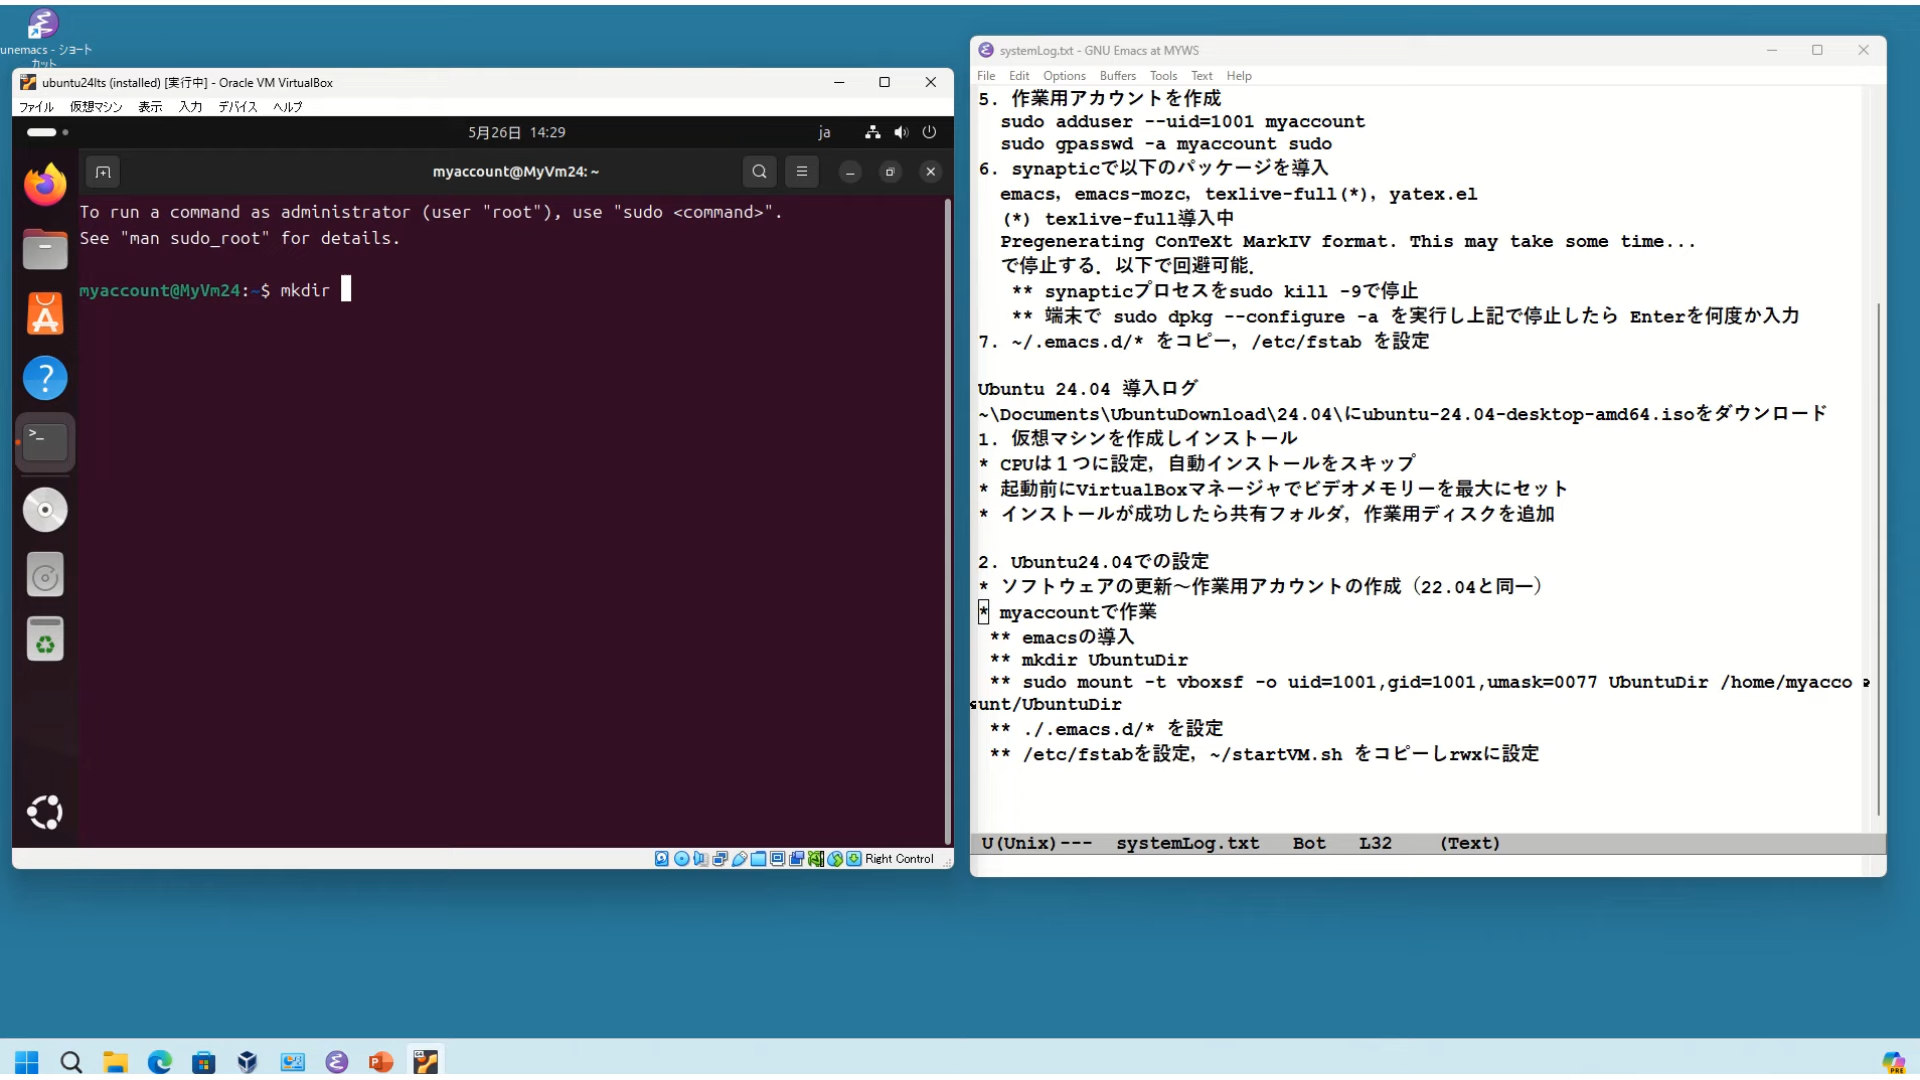 unemacs - ショート
カット
ubuntu24lts (installed) [実行中] - Oracle VM VirtualBox
ファイル 仮想マシン 表示 入力 デバイス ヘルプ
5月26日 14:29
ja
myaccount@MyVm24: ~
To run a command as administrator (user "root"), use "sudo <command>".
See "man sudo_root" for details.
myaccount@MyVm24:~$ mkdir
Right Control
systemLog.txt - GNU Emacs at MYWS
File Edit Options Buffers Tools Text Help
5. 作業用アカウントを作成
sudo adduser --uid=1001 myaccount
sudo gpasswd -a myaccount sudo
6. synapticで以下のパッケージを導入
emacs, emacs-mozc, texlive-full(*), yatex.el
(*) texlive-full導入中
Pregenerating ConTeXt MarkIV format. This may take some time...
で停止する．以下で回避可能．
** synapticプロセスをsudo kill -9で停止
** 端末で sudo dpkg --configure -a を実行し上記で停止したら Enterを何度か入力
7. ~/.emacs.d/* をコピー，/etc/fstab を設定
Ubuntu 24.04 導入ログ
~\Documents\UbuntuDownload\24.04\にubuntu-24.04-desktop-amd64.isoをダウンロード
1. 仮想マシンを作成しインストール
* CPUは１つに設定，自動インストールをスキップ
* 起動前にVirtualBoxマネージャでビデオメモリーを最大にセット
* インストールが成功したら共有フォルダ，作業用ディスクを追加
2. Ubuntu24.04での設定
* ソフトウェアの更新～作業用アカウントの作成（22.04と同一）
* myaccountで作業
** emacsの導入
** mkdir UbuntuDir
** sudo mount -t vboxsf -o uid=1001,gid=1001,umask=0077 UbuntuDir /home/myacco
unt/UbuntuDir
** ./.emacs.d/* を設定
** /etc/fstabを設定，~/startVM.sh をコピーしrwxに設定
U(Unix)--- systemLog.txt Bot L32 (Text)
PRE